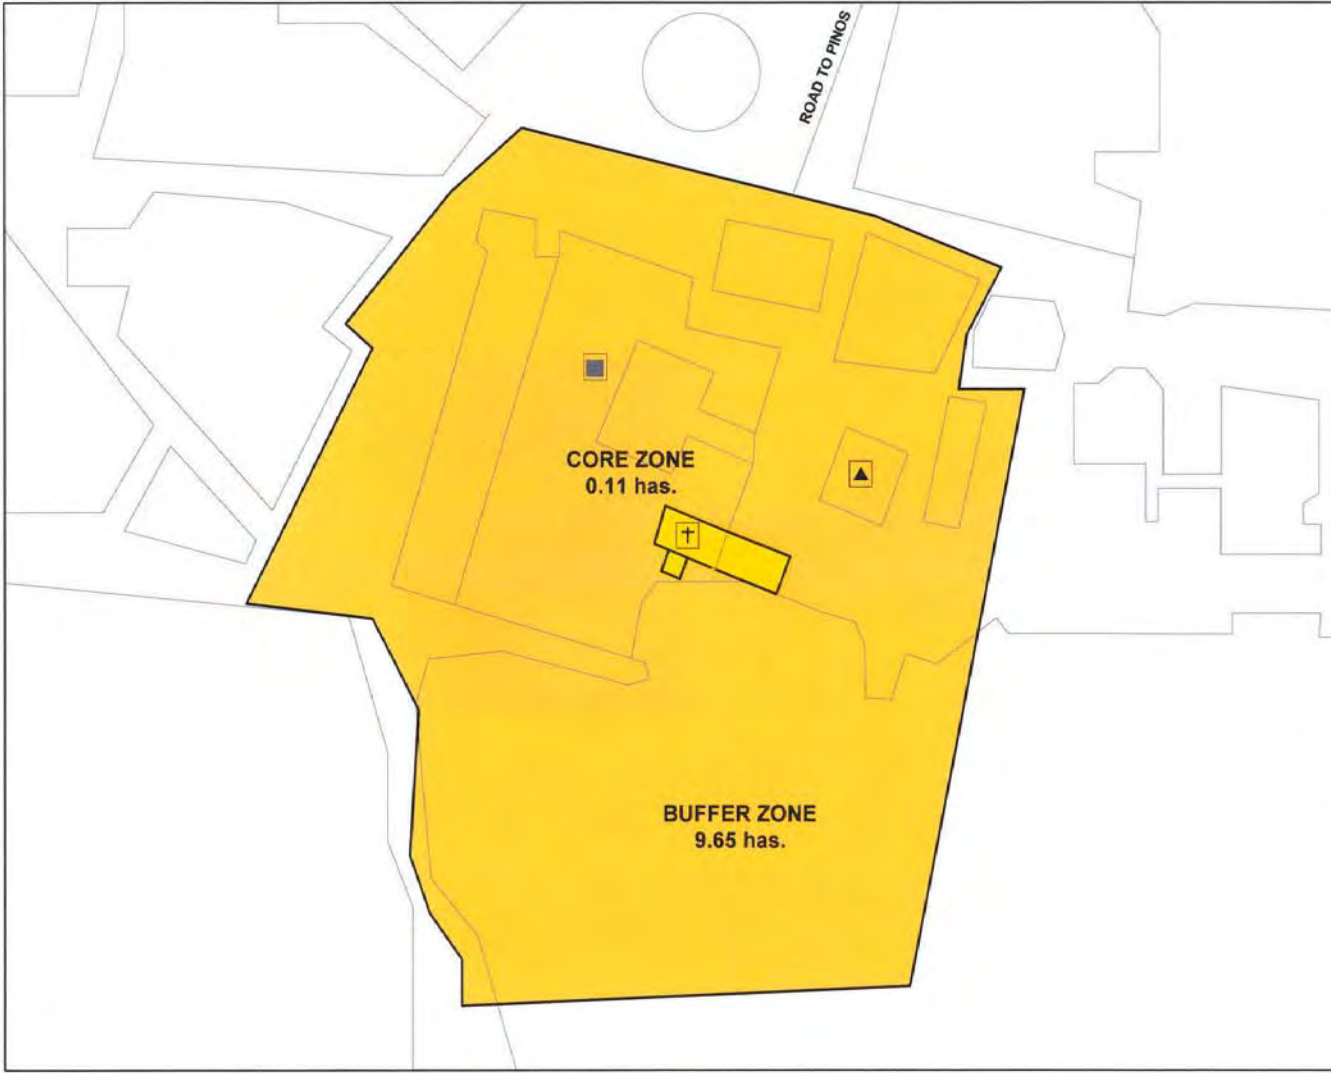 ROAD TO PINOS
CORE ZONE
0.11 has.
BUFFER ZONE
9.65 has.